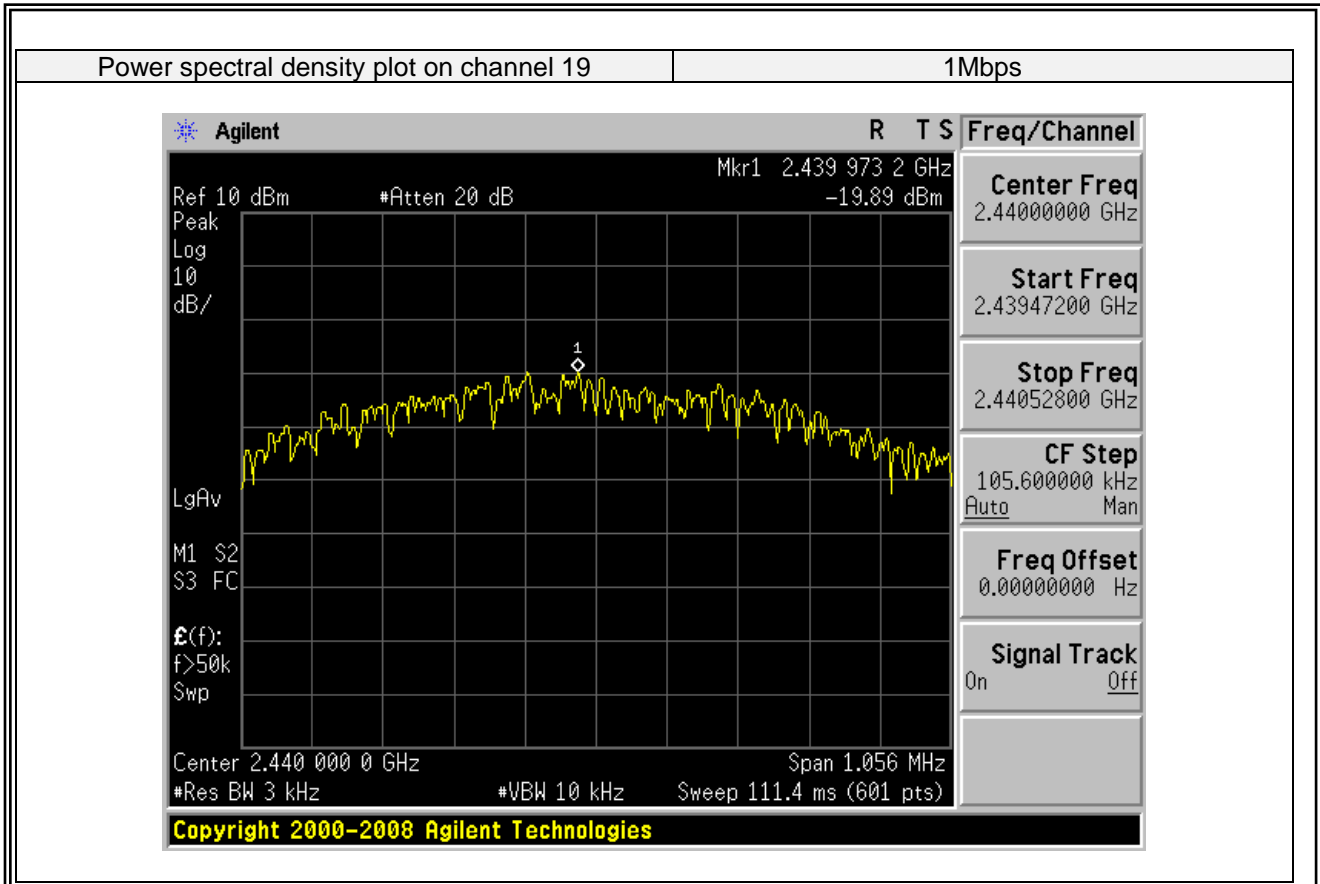 Power spectral density plot on channel 19 1Mbps
Agilent R T S Freq/Channel
Mkr1 2.439 973 2 GHz
Ref 10 dBm #Atten 20 dB -19.89 dBm
Peak
Log
10
dB/
1
LgAv
M1 S2
S3 FC
£(f):
f>50k
Swp
Center 2.440 000 0 GHz Span 1.056 MHz
#Res BW 3 kHz #VBW 10 kHz Sweep 111.4 ms (601 pts)
Center Freq
2.44000000 GHz
Start Freq
2.43947200 GHz
Stop Freq
2.44052800 GHz
CF Step
105.600000 kHz
Auto Man
Freq Offset
0.00000000 Hz
Signal Track
On Off
Copyright 2000-2008 Agilent Technologies